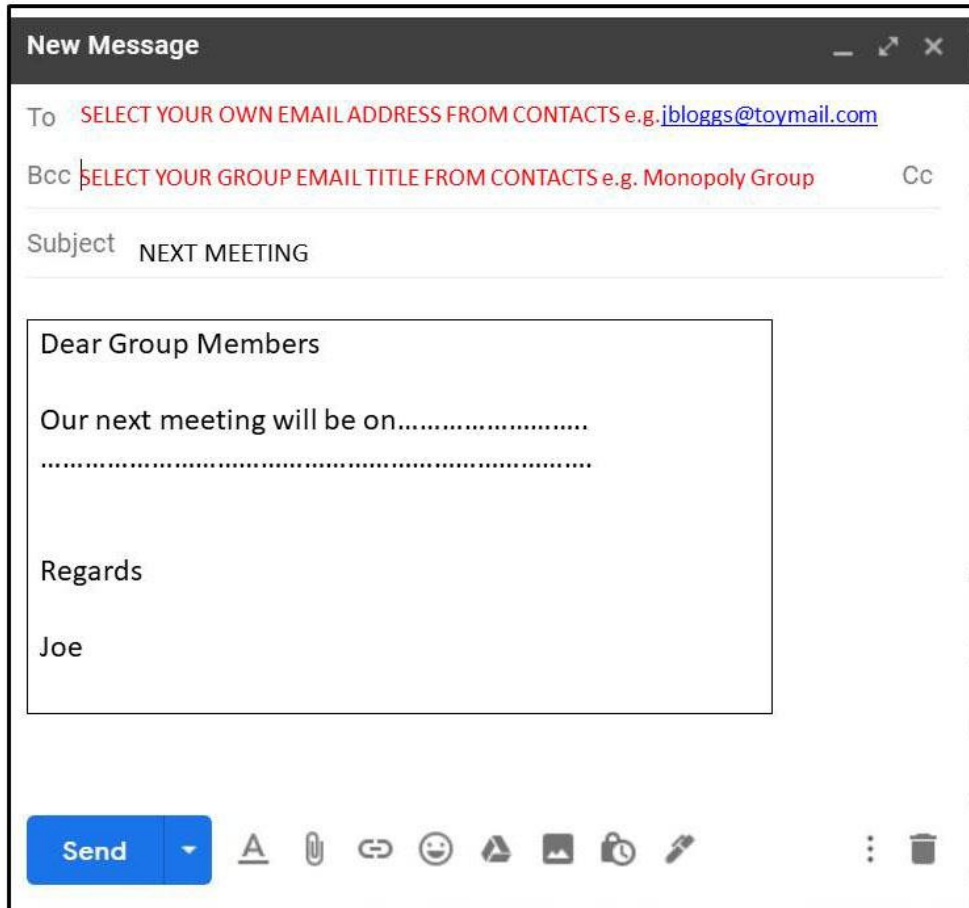 New Message
To SELECT YOUR OWN EMAIL ADDRESS FROM CONTACTS e.g.jbloggs@toymail.com
Bcc SELECT YOUR GROUP EMAIL TITLE FROM CONTACTS e.g. Monopoly Group Cc
Subject NEXT MEETING
Dear Group Members
Our next meeting will be on……………………..
……………………………………………………………….
Regards
Joe
Send